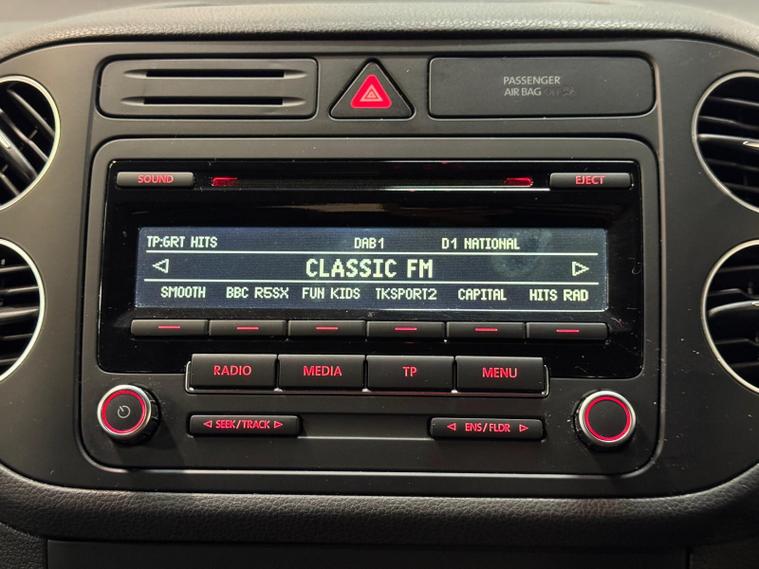 PASSENGER
AIR BAG OFF
SOUND
EJECT
TP:GRT HITS DAB1 D1 NATIONAL
CLASSIC FM
SMOOTH BBC R5SX FUN KIDS TKSPORT2 CAPITAL HITS RAD
RADIO MEDIA TP MENU
SEEK/TRACK ENS/FLDR